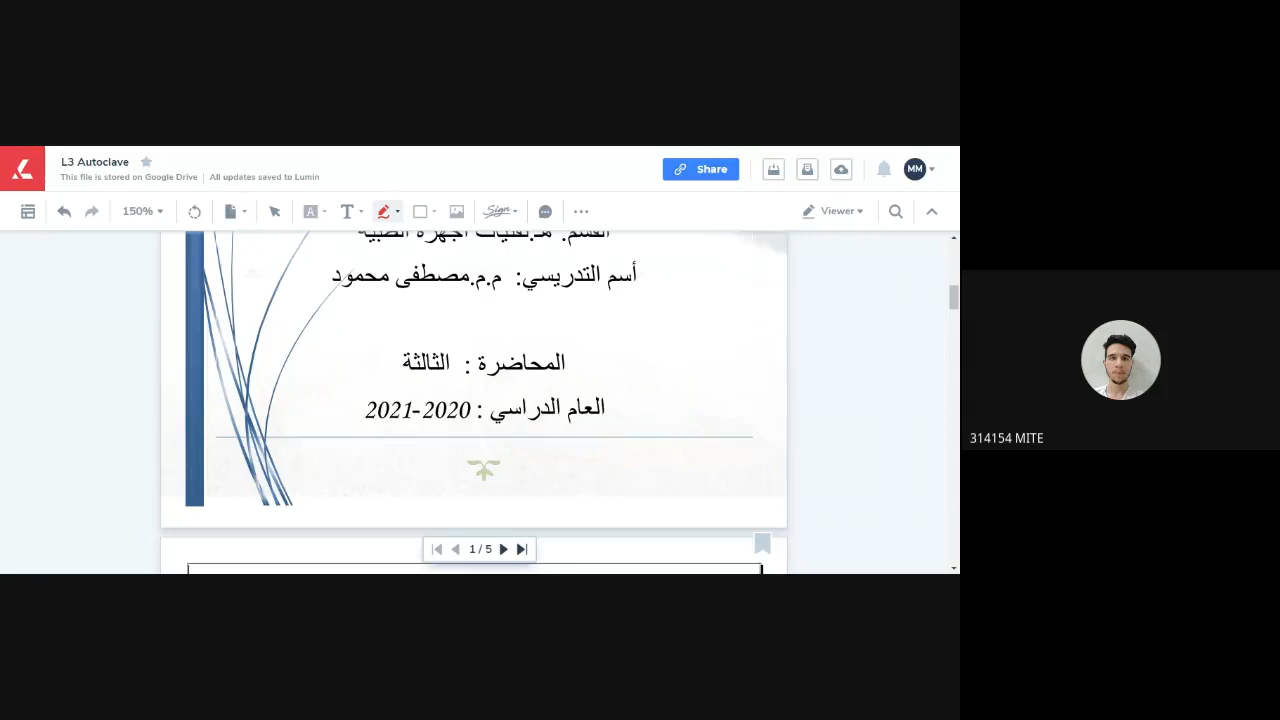 L3 Autoclave
This file is stored on Google Drive
All updates saved to Lumin
Share
MM
150%
A
T
Sign
Viewer
أسم التدريسي: م.م.مصطفى محمود
المحاضرة : الثالثة
العام الدراسي : 2020-2021
1 / 5
314154 MITE